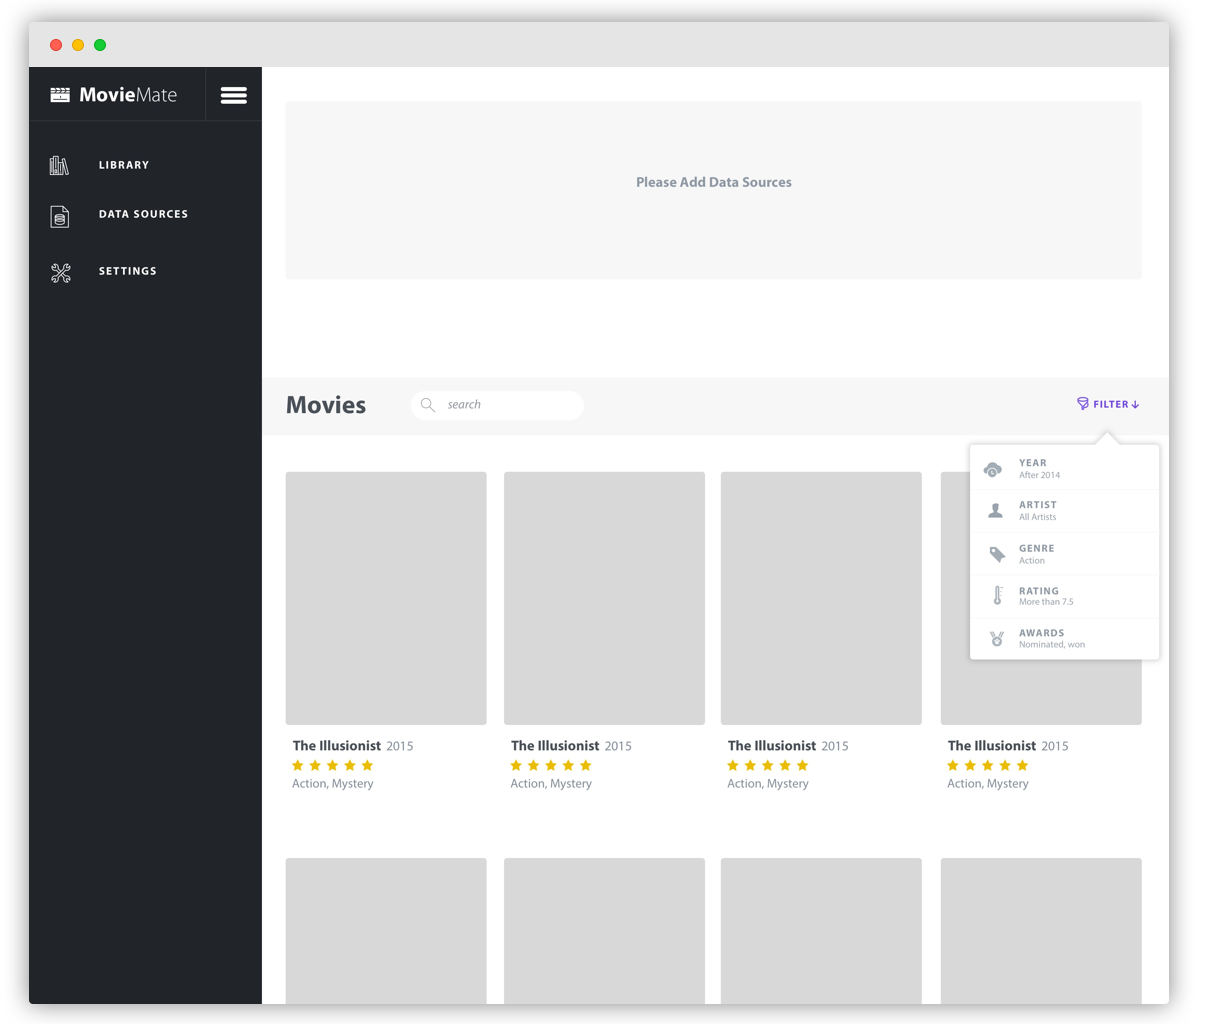 MovieMate
LIBRARY
DATA SOURCES
SETTINGS
Please Add Data Sources
Movies
search
FILTER
YEAR
After 2014
ARTIST
All Artists
GENRE
Action
RATING
More than 7.5
AWARDS
Nominated, won
The Illusionist 2015
Action, Mystery
The Illusionist 2015
Action, Mystery
The Illusionist 2015
Action, Mystery
The Illusionist 2015
Action, Mystery